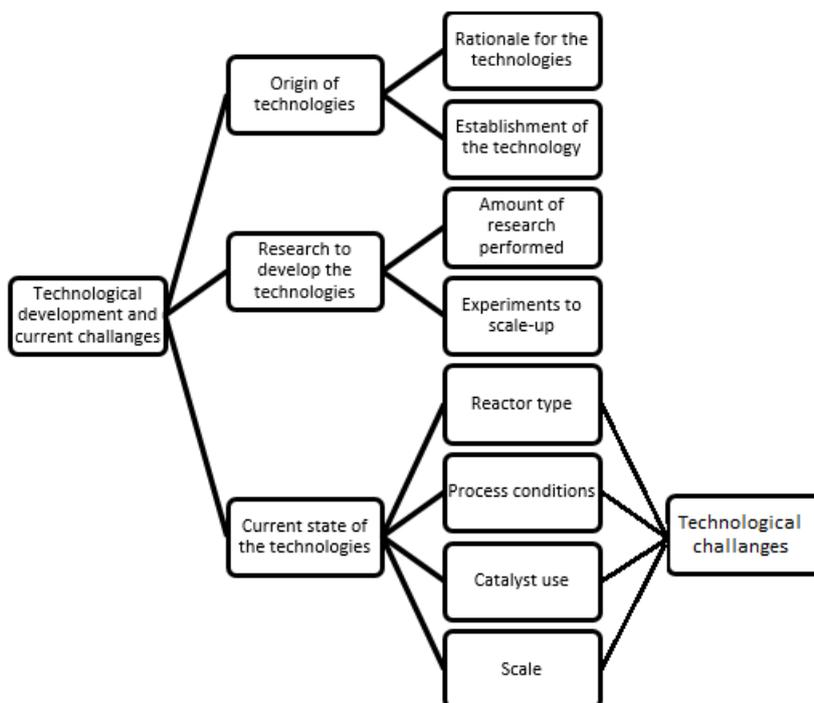 Rationale for the
technologies
Origin of
technologies
Establishment of
the technology
Amount of
research
performed
Research to
develop the
technologies
Technological
development and
current challanges
Experiments to
scale-up
Reactor type
Process conditions
Current state of
the technologies
Technological
challanges
Catalyst use
Scale